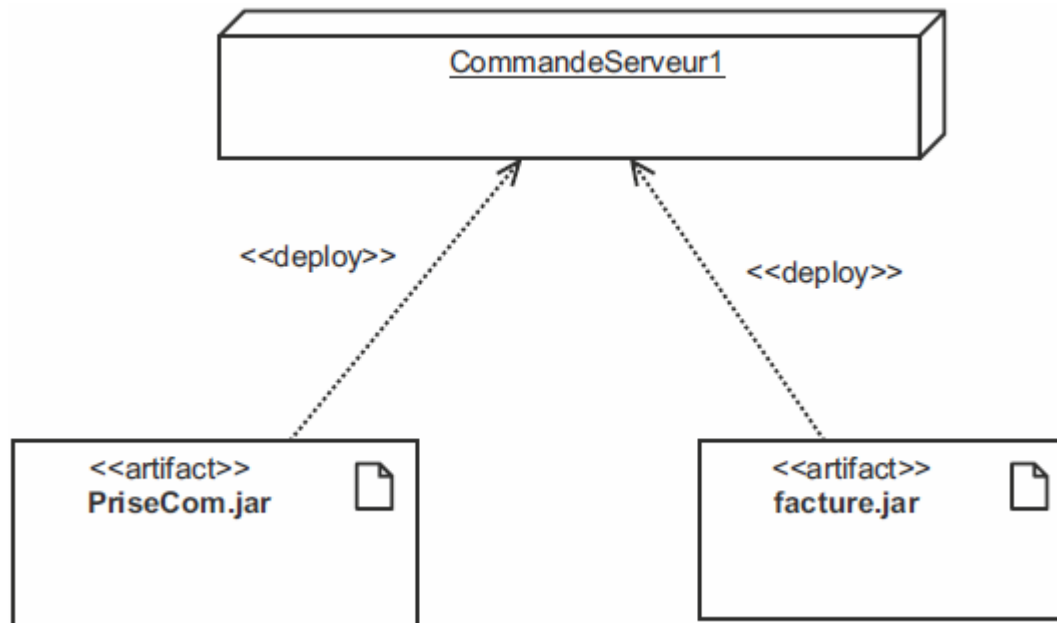 CommandeServeur1
<<deploy>>
<<deploy>>
<<artifact>>
PriseCom.jar
<<artifact>>
facture.jar